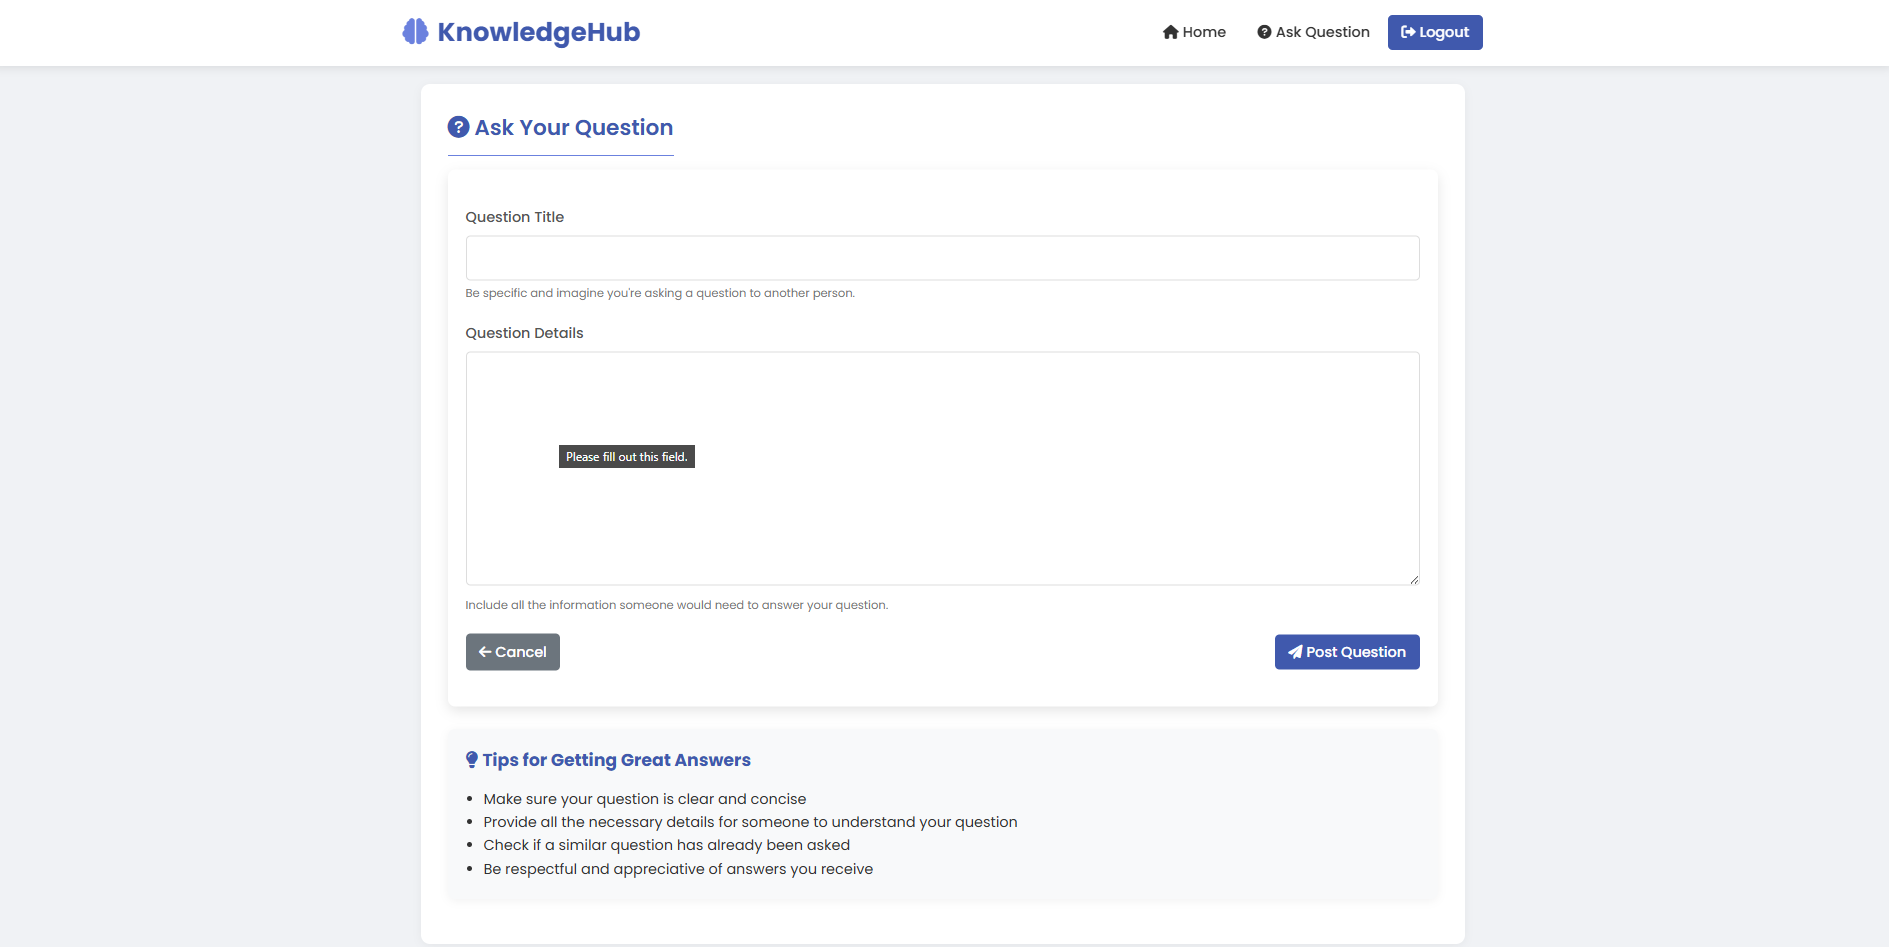 KnowledgeHub
Home
Ask Question
Logout
Ask Your Question
Question Title
Be specific and imagine you're asking a question to another person.
Question Details
Please fill out this field.
Include all the information someone would need to answer your question.
Cancel
Post Question
Tips for Getting Great Answers
Make sure your question is clear and concise
Provide all the necessary details for someone to understand your question
Check if a similar question has already been asked
Be respectful and appreciative of answers you receive